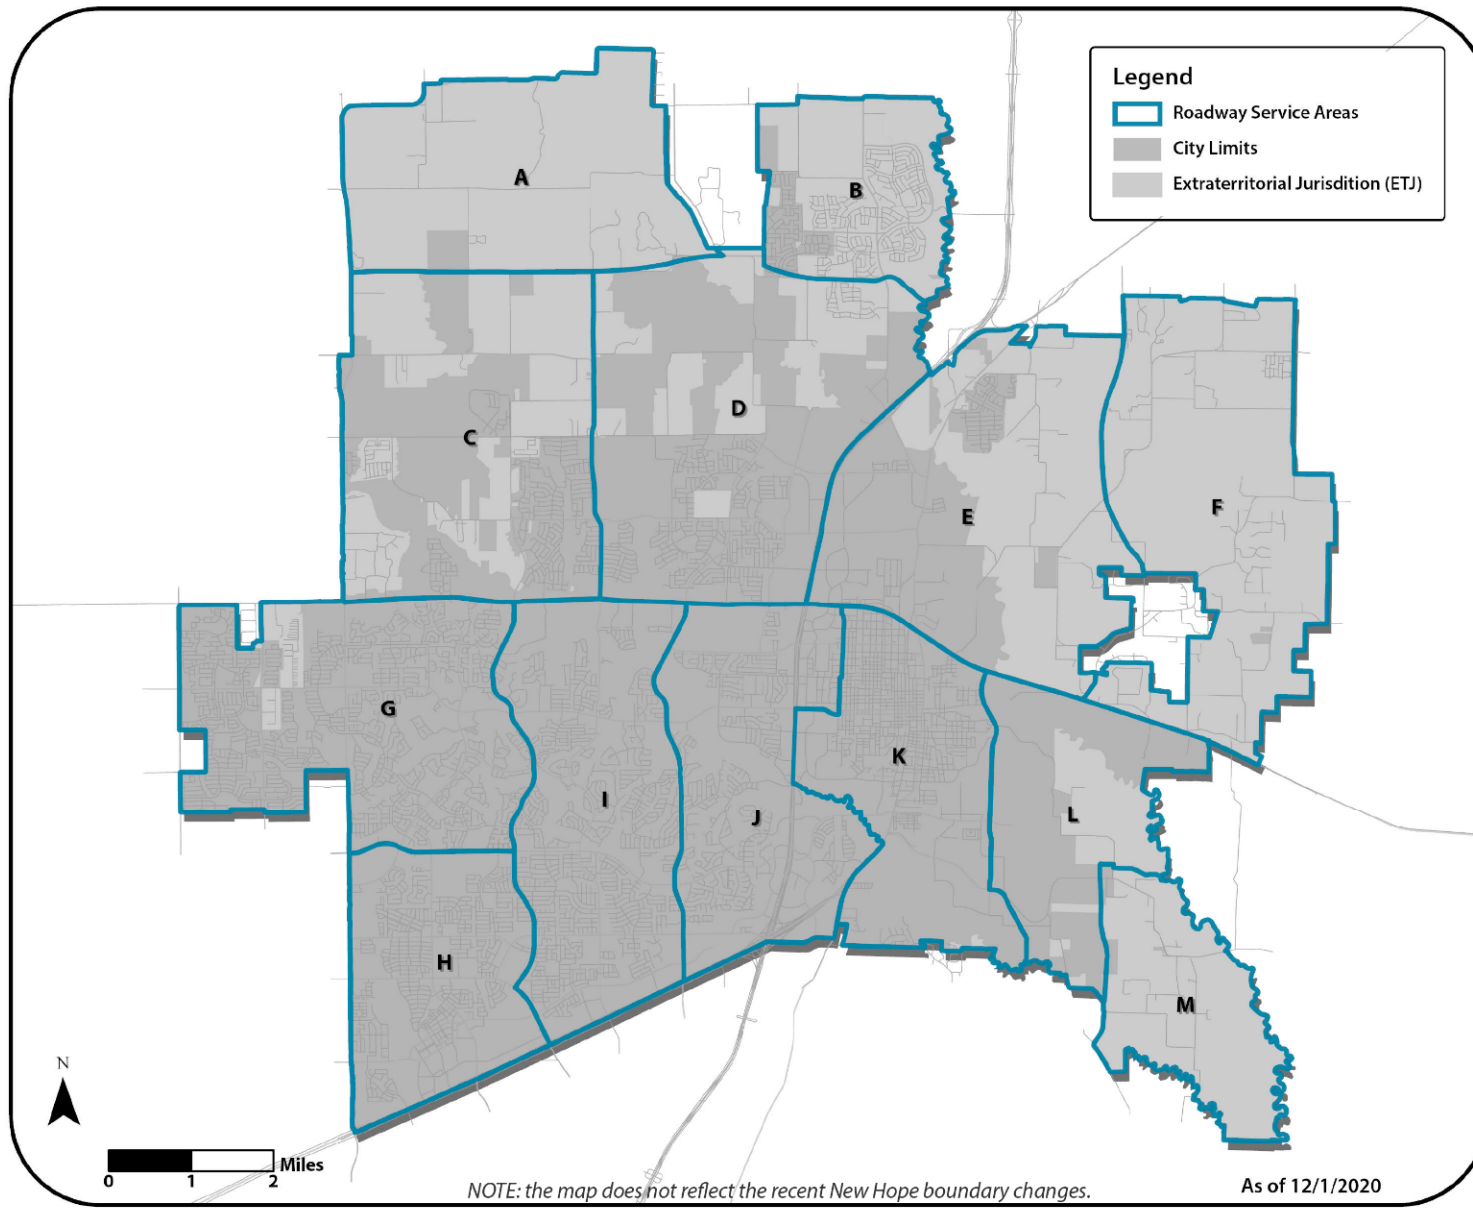 Legend
Roadway Service Areas
City Limits
Extraterritorial Jurisdition (ETJ)
A
B
C
D
E
F
G
H
I
J
K
L
M
N
0 1 2 Miles
NOTE: the map does not reflect the recent New Hope boundary changes.
As of 12/1/2020